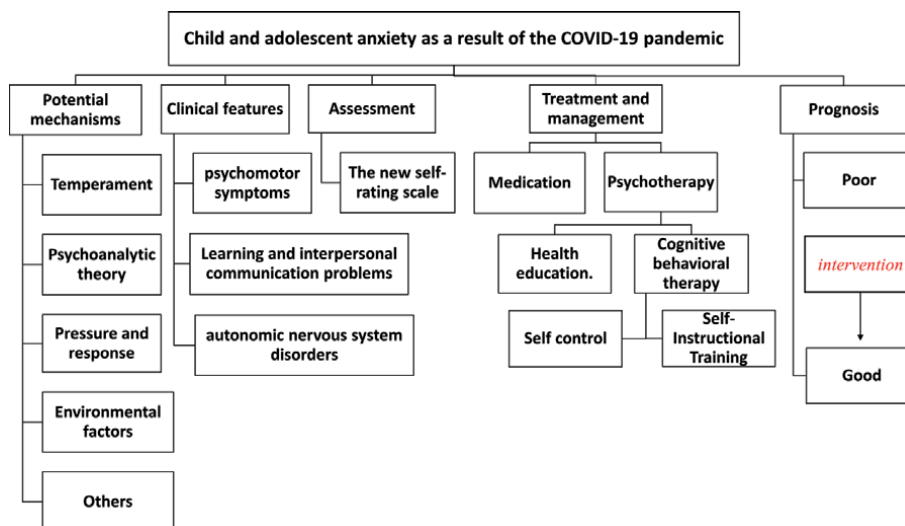 Child and adolescent anxiety as a result of the COVID-19 pandemic
Potential
mechanisms
Temperament
Psychoanalytic
theory
Pressure and
response
Environmental
factors
Others
Clinical features
psychomotor
symptoms
Learning and interpersonal
communication problems
autonomic nervous system
disorders
Assessment
The new self-
rating scale
Treatment and
management
Medication
Psychotherapy
Health
education.
Cognitive
behavioral
therapy
Self control
Self-
Instructional
Training
Prognosis
Poor
intervention
Good